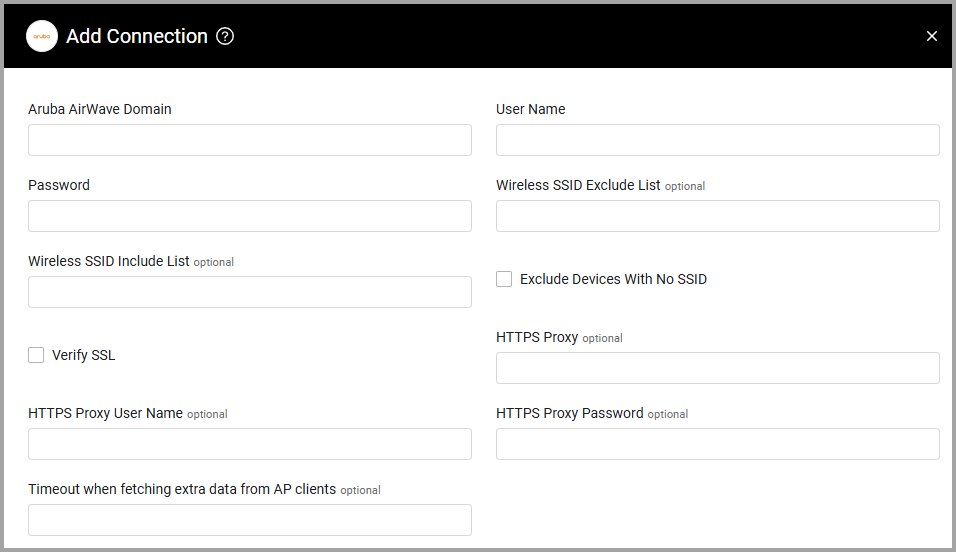 aruba
Add Connection ?
Aruba AirWave Domain
User Name
Password
Wireless SSID Exclude List optional
Wireless SSID Include List optional
Exclude Devices With No SSID
Verify SSL
HTTPS Proxy optional
HTTPS Proxy User Name optional
HTTPS Proxy Password optional
Timeout when fetching extra data from AP clients optional